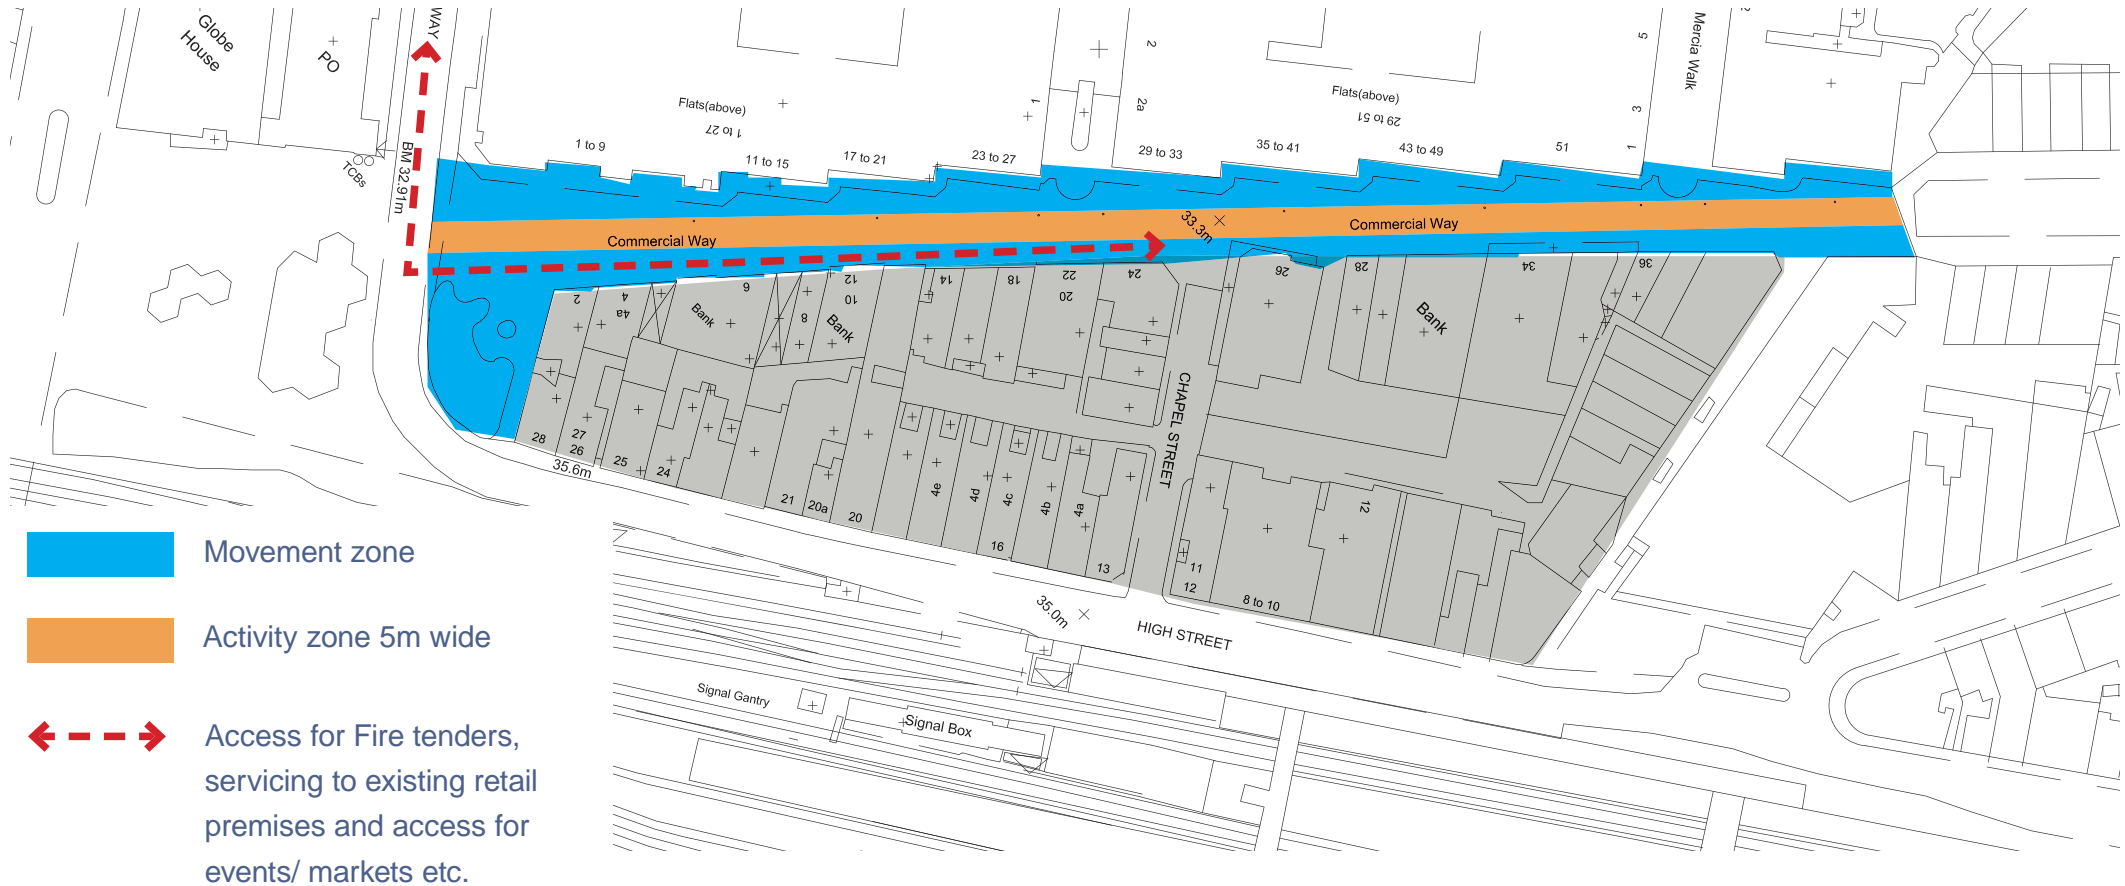 Globe
House
PO
WAY
BM 32.91m
TCBs
Flats(above)
1 to 27
1 to 9
11 to 15
17 to 21
23 to 27
1
2
2a
29 to 33
Flats(above)
29 to 51
35 to 41
43 to 49
51
1
3
5
Mercia Walk
Commercial Way
33.3m
Commercial Way
2
4
4a
Bank
6
8
12
10
Bank
14
18
22
20
24
26
28
Bank
34
36
CHAPEL STREET
28
27
26
25
24
35.6m
21
20a
20
4e
4d
4c
4b
4a
16
13
11
12
8 to 10
12
35.0m
HIGH STREET
Signal Gantry
Signal Box
Movement zone
Activity zone 5m wide
Access for Fire tenders,
servicing to existing retail
premises and access for
events/ markets etc.